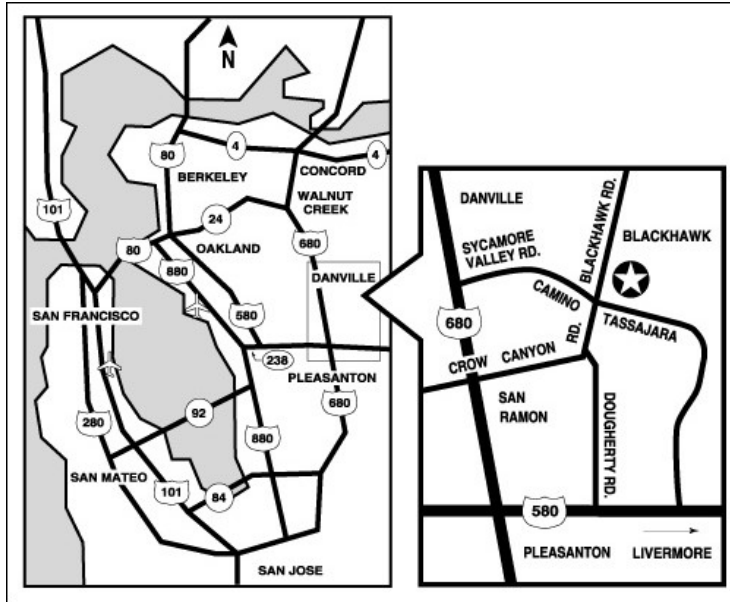 N
80
4
4
BERKELEY
CONCORD
WALNUT
CREEK
101
24
80
OAKLAND
680
880
DANVILLE
580
SAN FRANCISCO
238
PLEASANTON
92
680
280
880
SAN MATEO
101
84
SAN JOSE
DANVILLE
BLACKHAWK RD.
BLACKHAWK
SYCAMORE
VALLEY RD.
CAMINO
TASSAJARA
680
CROW CANYON RD.
SAN
RAMON
DOUGHERTY RD.
580
PLEASANTON
LIVERMORE